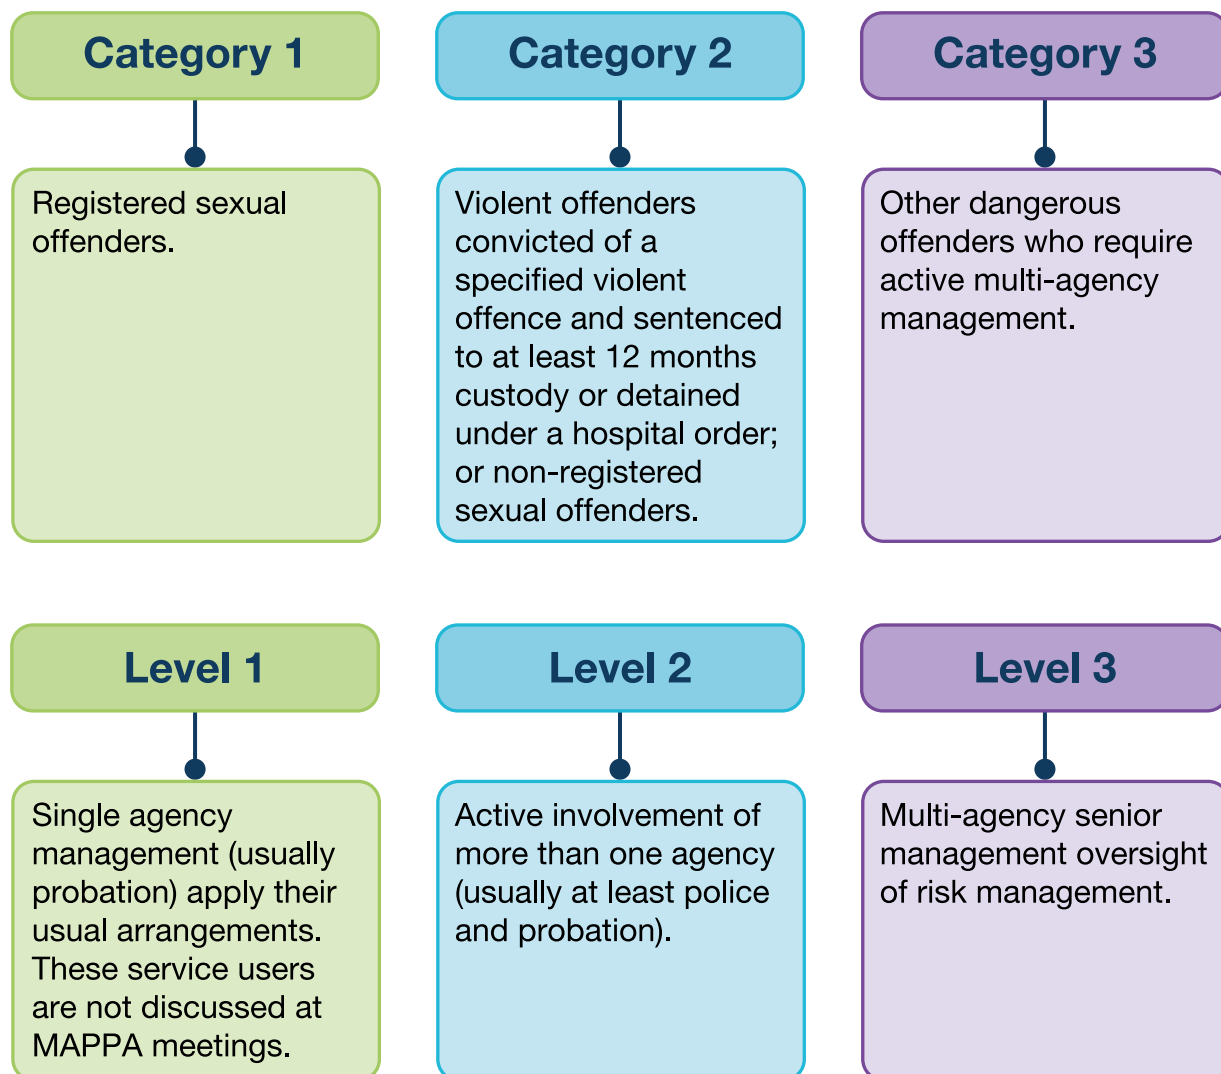 Category 1
Registered sexual
offenders.
Category 2
Violent offenders
convicted of a
specified violent
offence and sentenced
to at least 12 months
custody or detained
under a hospital order;
or non-registered
sexual offenders.
Category 3
Other dangerous
offenders who require
active multi-agency
management.
Level 1
Single agency
management (usually
probation) apply their
usual arrangements.
These service users
are not discussed at
MAPPA meetings.
Level 2
Active involvement of
more than one agency
(usually at least police
and probation).
Level 3
Multi-agency senior
management oversight
of risk management.